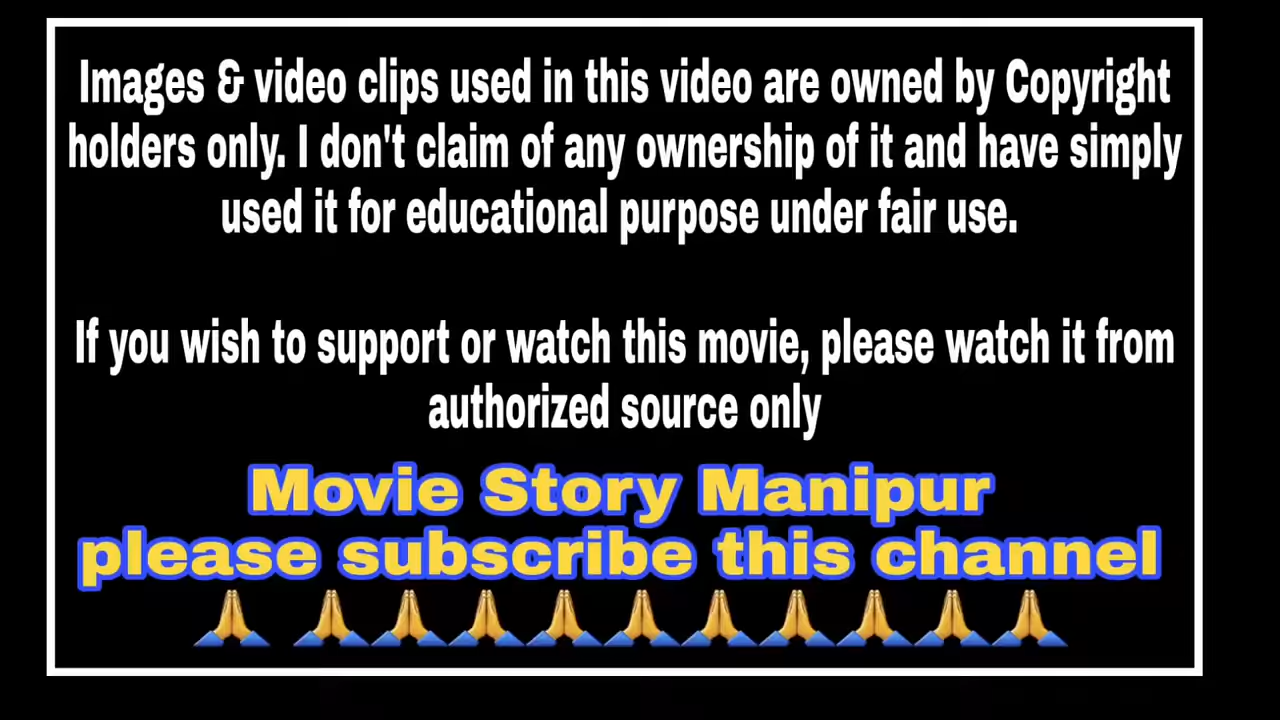 Images & video clips used in this video are owned by Copyright
holders only. I don't claim of any ownership of it and have simply
used it for educational purpose under fair use.
If you wish to support or watch this movie, please watch it from
authorized source only
Movie Story Manipur
please subscribe this channel
🙏 🙏🙏🙏🙏🙏🙏🙏🙏🙏🙏